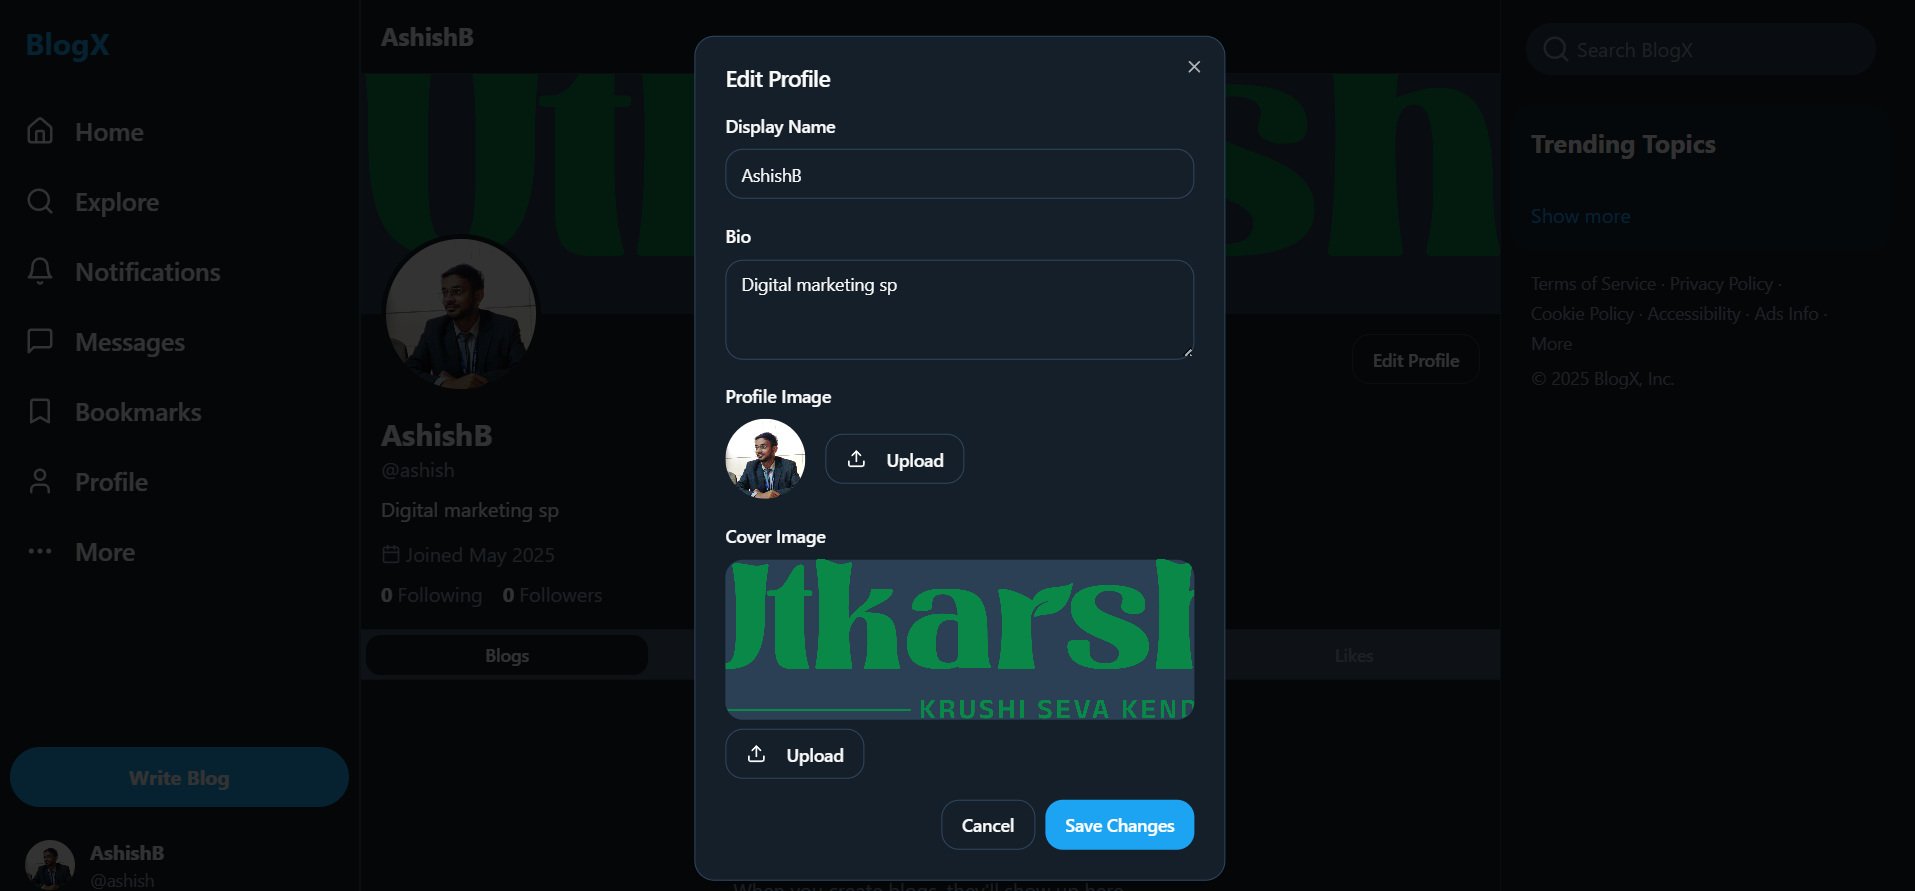 BlogX
Home
Explore
Notifications
Messages
Bookmarks
Profile
More
Write Blog
AshishB
@ashish
AshishB
AshishB
@ashish
Digital marketing sp
Joined May 2025
0 Following 0 Followers
Blogs
Likes
Edit Profile
When you create blogs, they'll show up here
Edit Profile
Display Name
AshishB
Bio
Digital marketing sp
Profile Image
Upload
Cover Image
Utkarsh
KRUSHI SEVA KEND
Upload
Cancel Save Changes
Search BlogX
Trending Topics
Show more
Terms of Service · Privacy Policy ·
Cookie Policy · Accessibility · Ads Info ·
More
© 2025 BlogX, Inc.